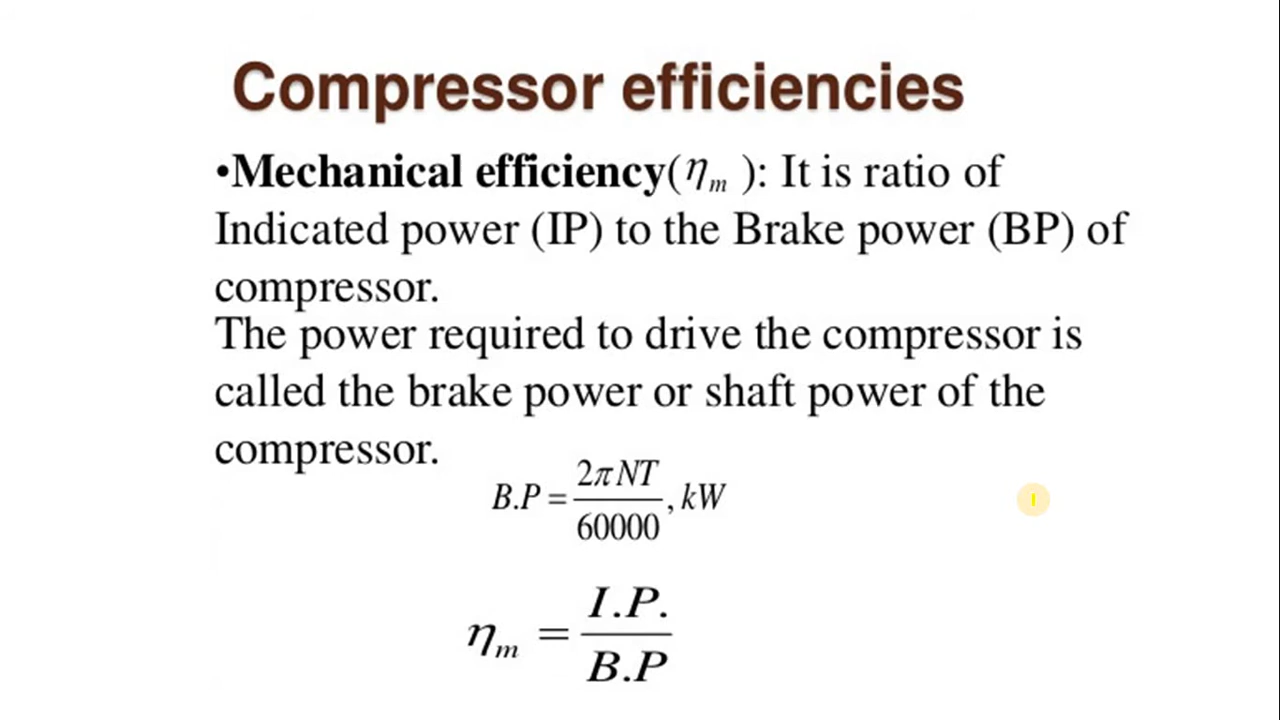 Compressor efficiencies
•Mechanical efficiency(ηₘ ): It is ratio of
Indicated power (IP) to the Brake power (BP) of
compressor.
The power required to drive the compressor is
called the brake power or shaft power of the
compressor.
B.P = 2πNT / 60000 , kW
ηₘ = I.P. / B.P